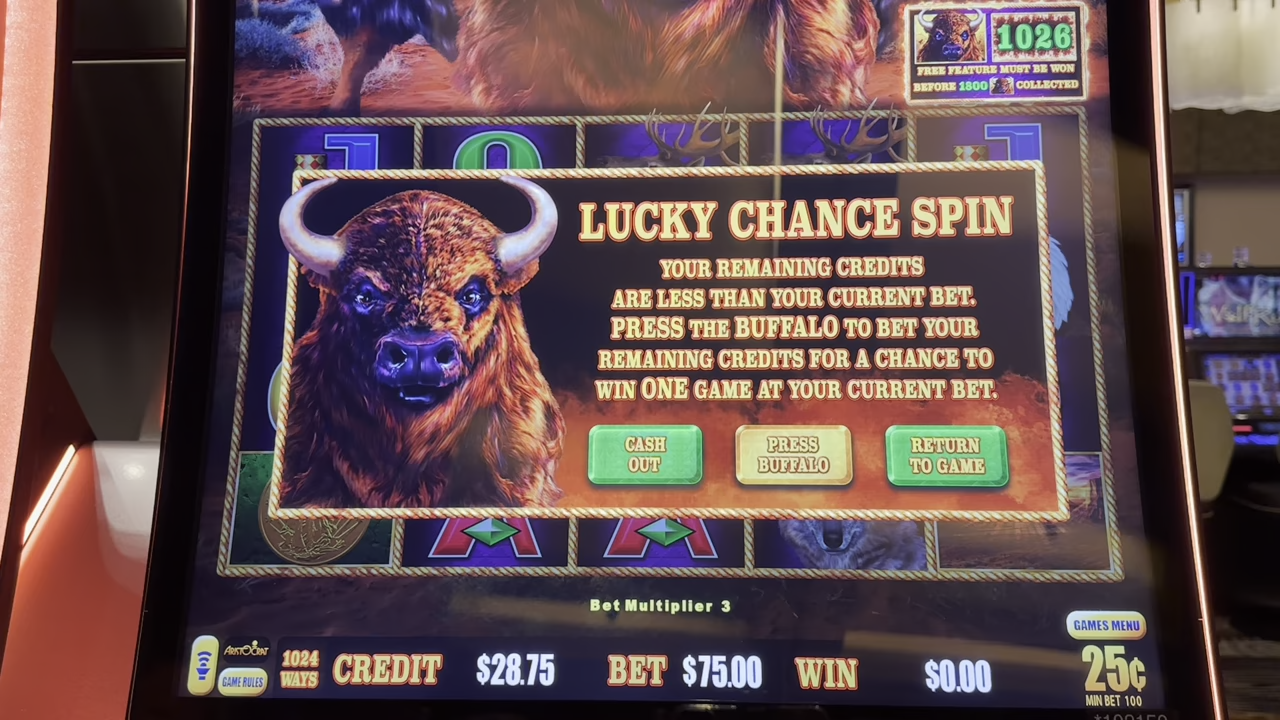 1026
FREE FEATURE MUST BE WON
BEFORE 1800 COLLECTED
LUCKY CHANCE SPIN
YOUR REMAINING CREDITS
ARE LESS THAN YOUR CURRENT BET.
PRESS THE BUFFALO TO BET YOUR
REMAINING CREDITS FOR A CHANCE TO
WIN ONE GAME AT YOUR CURRENT BET.
CASH
OUT
PRESS
BUFFALO
RETURN
TO GAME
A A
Bet Multiplier 3
GAMES MENU
ARISTOCRAT
GAME RULES
1024
WAYS
CREDIT $28.75 BET $75.00 WIN $0.00
25¢
MIN BET 100